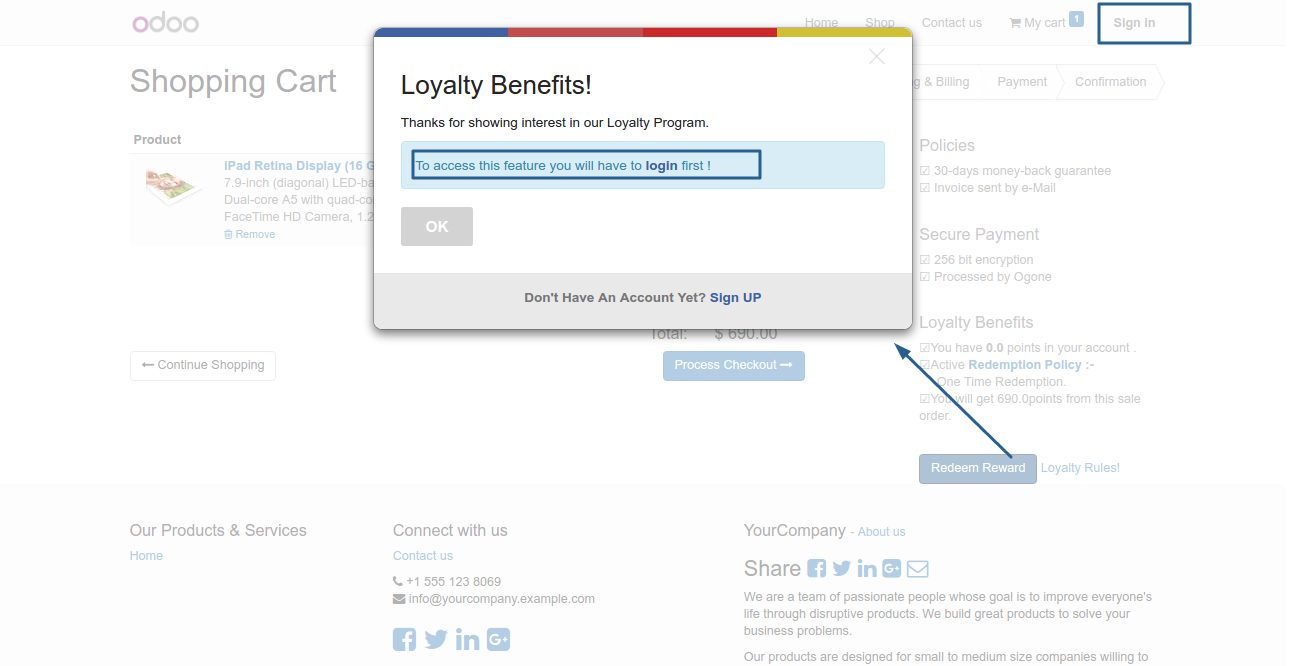 odoo
Home
Shop
Contact us
My cart 1
Sign in
Shopping Cart
g & Billing
Payment
Confirmation
Loyalty Benefits!
Thanks for showing interest in our Loyalty Program.
To access this feature you will have to login first !
OK
Don't Have An Account Yet? Sign UP
Product
iPad Retina Display (16 G
7.9-inch (diagonal) LED-ba
Dual-core A5 with quad-co
FaceTime HD Camera, 1.2
Remove
Total: $ 690.00
Continue Shopping
Process Checkout
Policies
30-days money-back guarantee
Invoice sent by e-Mail
Secure Payment
256 bit encryption
Processed by Ogone
Loyalty Benefits
You have 0.0 points in your account .
Active Redemption Policy :-
One Time Redemption.
You will get 690.0points from this sale
order.
Redeem Reward
Loyalty Rules!
Our Products & Services
Home
Connect with us
Contact us
+1 555 123 8069
info@yourcompany.example.com
YourCompany - About us
Share
We are a team of passionate people whose goal is to improve everyone's
life through disruptive products. We build great products to solve your
business problems.
Our products are designed for small to medium size companies willing to